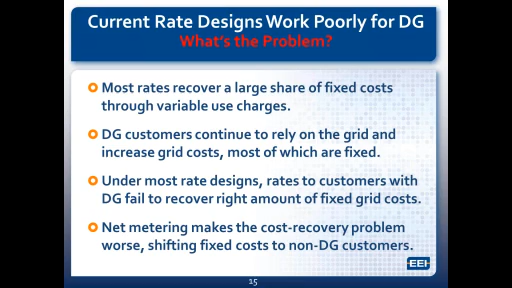 Current Rate Designs Work Poorly for DG
What's the Problem?
Most rates recover a large share of fixed costs
through variable use charges.
DG customers continue to rely on the grid and
increase grid costs, most of which are fixed.
Under most rate designs, rates to customers with
DG fail to recover right amount of fixed grid costs.
Net metering makes the cost-recovery problem
worse, shifting fixed costs to non-DG customers.
EEI
15